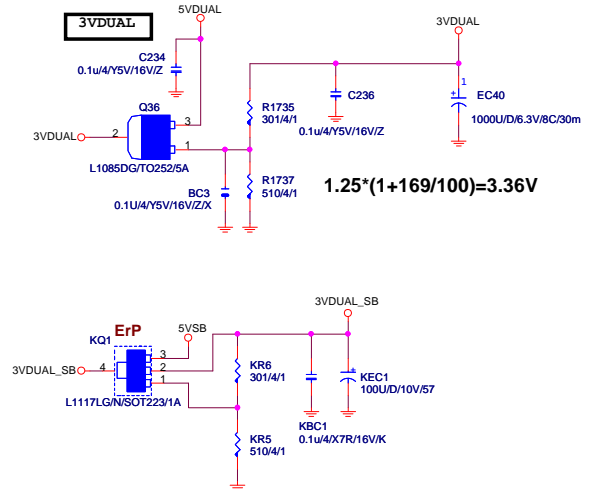 3VDUAL
5VDUAL
3VDUAL
C234
0.1u/4/Y5V/16V/Z
Q36
3VDUAL
2
3
1
L1085DG/TO252/5A
BC3
0.1U/4/Y5V/16V/Z/X
R1735
301/4/1
R1737
510/4/1
C236
0.1u/4/Y5V/16V/Z
1
+
EC40
1000U/D/6.3V/8C/30m
1.25*(1+169/100)=3.36V
3VDUAL_SB
ErP
5VSB
KQ1
3VDUAL_SB
4
3
2
1
L1117LG/N/SOT223/1A
KR6
301/4/1
KR5
510/4/1
KBC1
0.1u/4/X7R/16V/K
+
KEC1
100U/D/10V/57